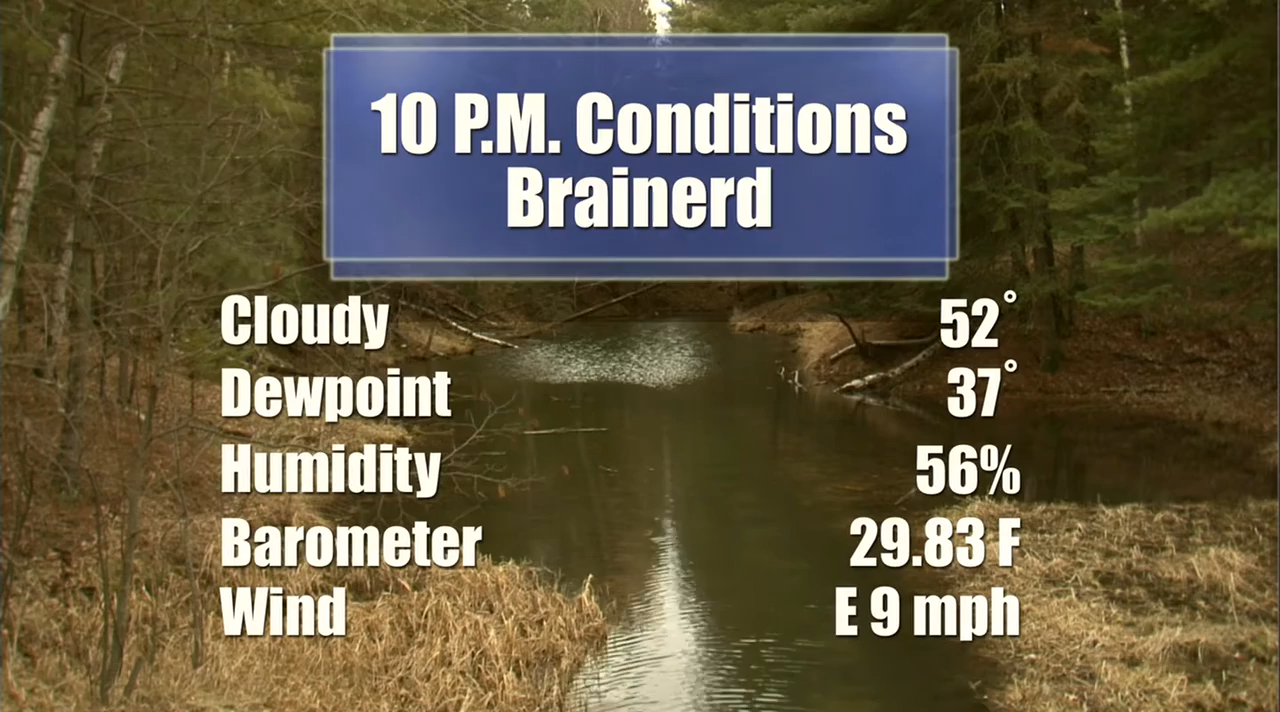 10 P.M. Conditions
Brainerd
Cloudy 52°
Dewpoint 37°
Humidity 56%
Barometer 29.83 F
Wind E 9 mph